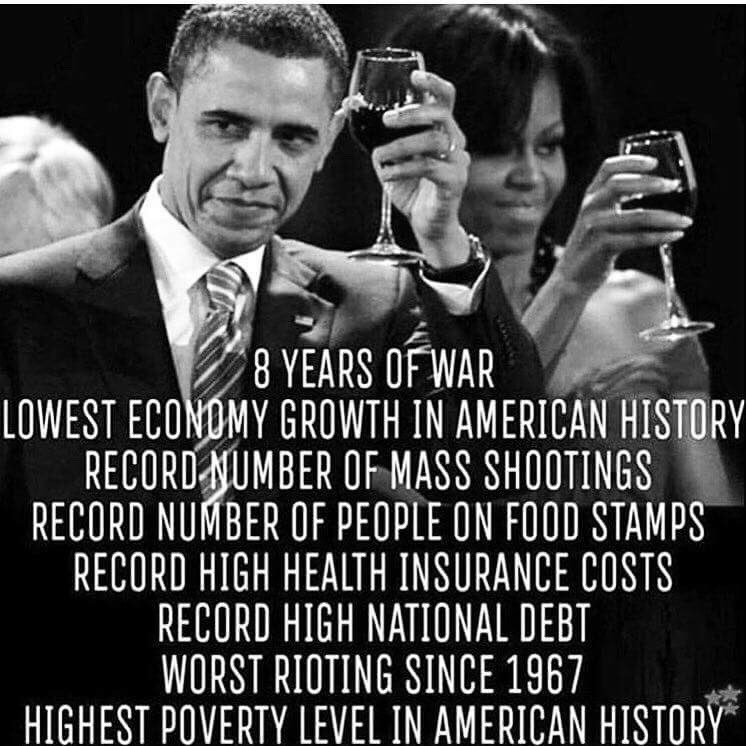 8 YEARS OF WAR
LOWEST ECONOMY GROWTH IN AMERICAN HISTORY
RECORD NUMBER OF MASS SHOOTINGS
RECORD NUMBER OF PEOPLE ON FOOD STAMPS
RECORD HIGH HEALTH INSURANCE COSTS
RECORD HIGH NATIONAL DEBT
WORST RIOTING SINCE 1967
HIGHEST POVERTY LEVEL IN AMERICAN HISTORY